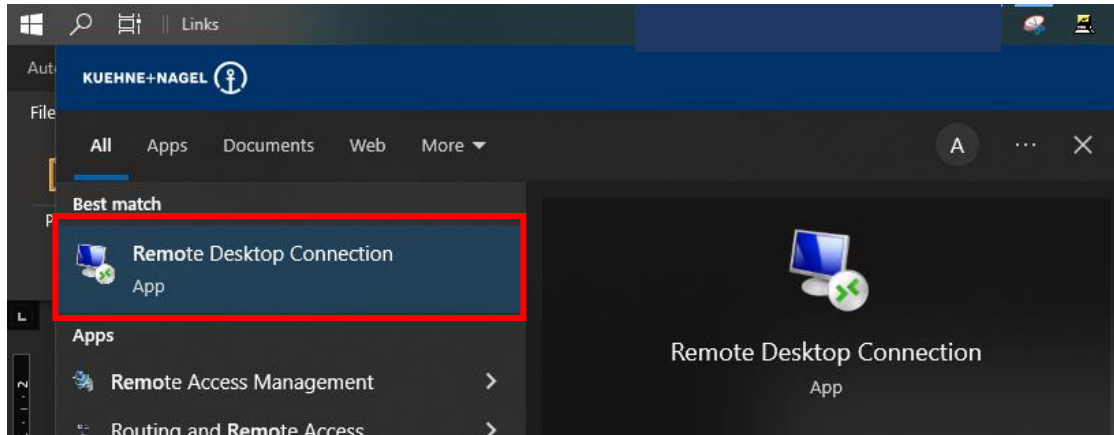 Links
Aut
KUEHNE+NAGEL
File
All Apps Documents Web More
A ...
Best match
P
Remote Desktop Connection
App
L
Apps
Remote Desktop Connection
Remote Access Management
App
2
Routing and Remote Access